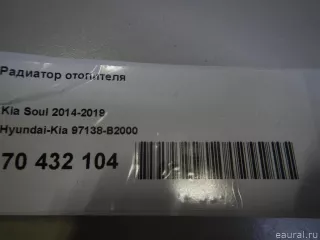 Радиатор отопителя
Kia Soul 2014-2019
Hyundai-Kia 97138-B2000
70 432 104
eaural.ru